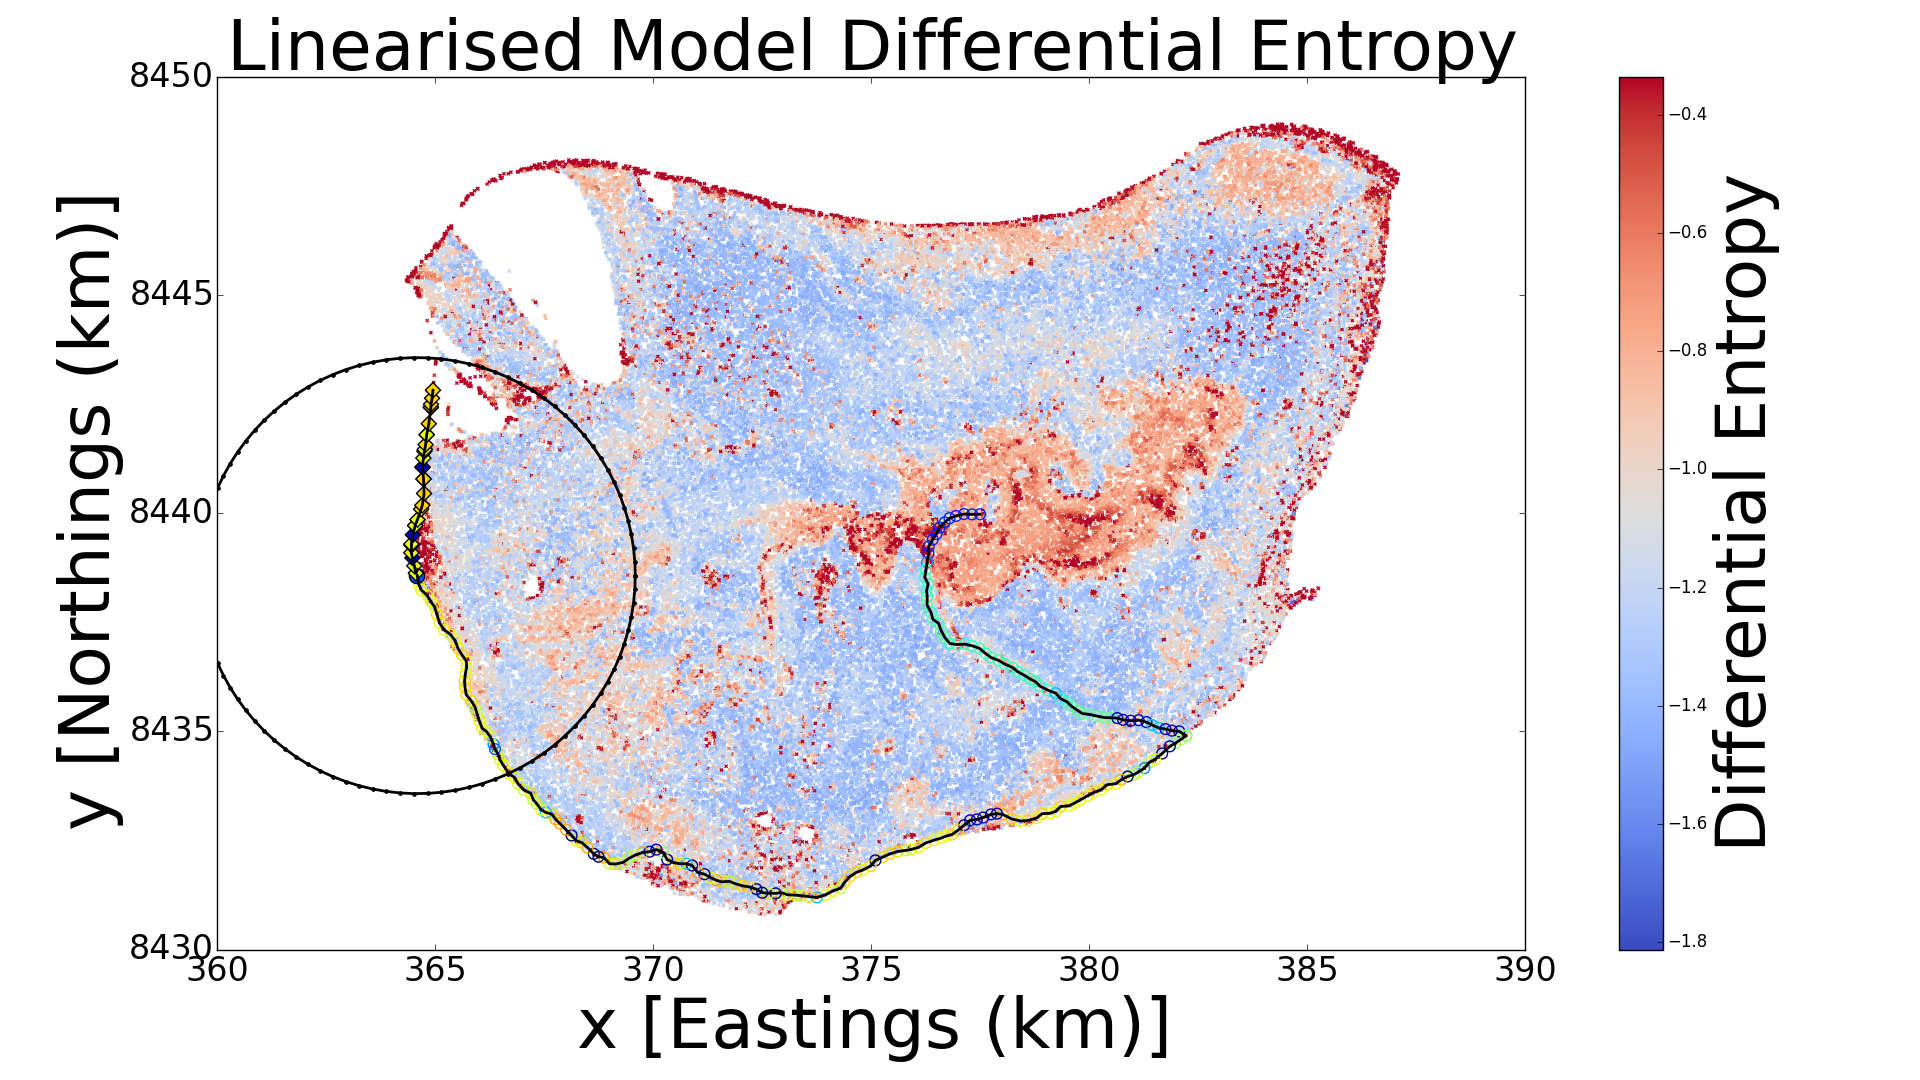 Linearised Model Differential Entropy
8450
8445
8440
8435
8430
y [Northings (km)]
360 365 370 375 380 385 390
x [Eastings (km)]
−0.4
−0.6
−0.8
−1.0
−1.2
−1.4
−1.6
−1.8
Differential Entropy